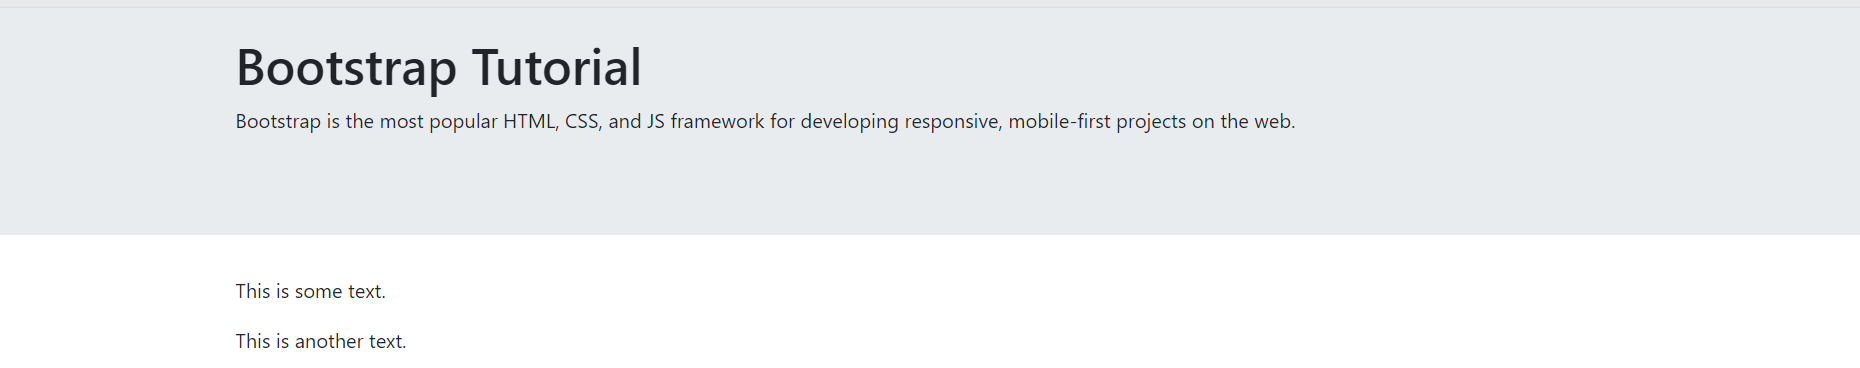 Bootstrap Tutorial
Bootstrap is the most popular HTML, CSS, and JS framework for developing responsive, mobile-first projects on the web.
This is some text.
This is another text.